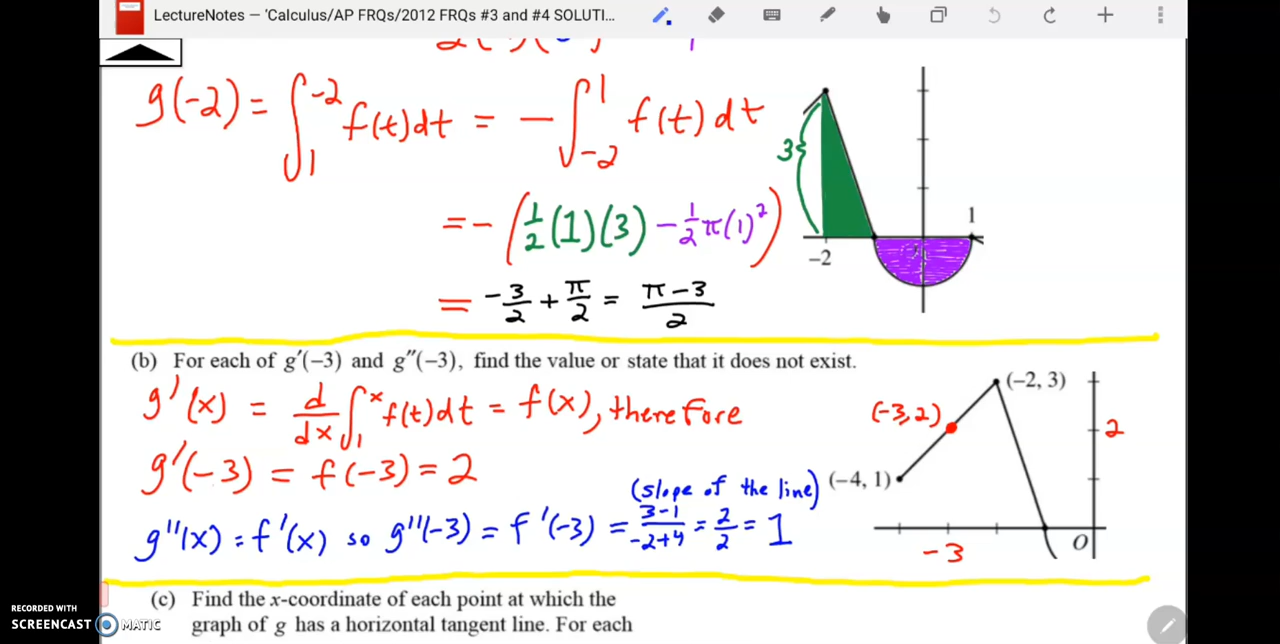 LectureNotes — 'Calculus/AP FRQs/2012 FRQs #3 and #4 SOLUTI...
g(-2) = ∫₁⁻² f(t)dt = - ∫₋₂¹ f(t)dt
3
= - (1/2 (1)(3) - 1/2 π(1)²)
1
-2
= -3/2 + π/2 = (π-3)/2
(b) For each of g′(−3) and g″(−3), find the value or state that it does not exist.
g'(x) = d/dx ∫₁ˣ f(t)dt = f(x), therefore
(-2, 3)
(-3,2)
2
g'(-3) = f(-3) = 2
(slope of the line)
(-4, 1)
g''(x) = f'(x) so g''(-3) = f'(-3) = (3-1)/(-2+4) = 2/2 = 1
-3
O
(c) Find the x-coordinate of each point at which the
graph of g has a horizontal tangent line. For each
RECORDED WITH
SCREENCAST MATIC